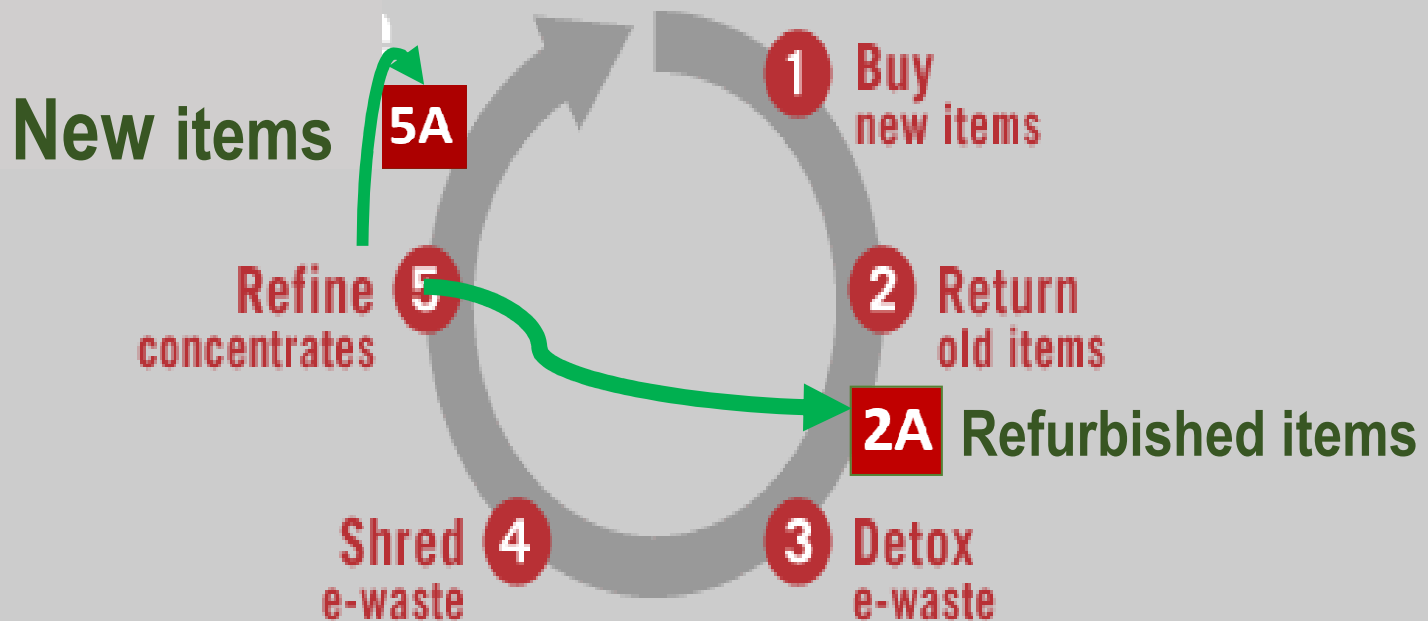 1
Buy
new items
2
Return
old items
2A
Refurbished items
3
Detox
e-waste
4
Shred
e-waste
5
Refine
concentrates
5A
New items